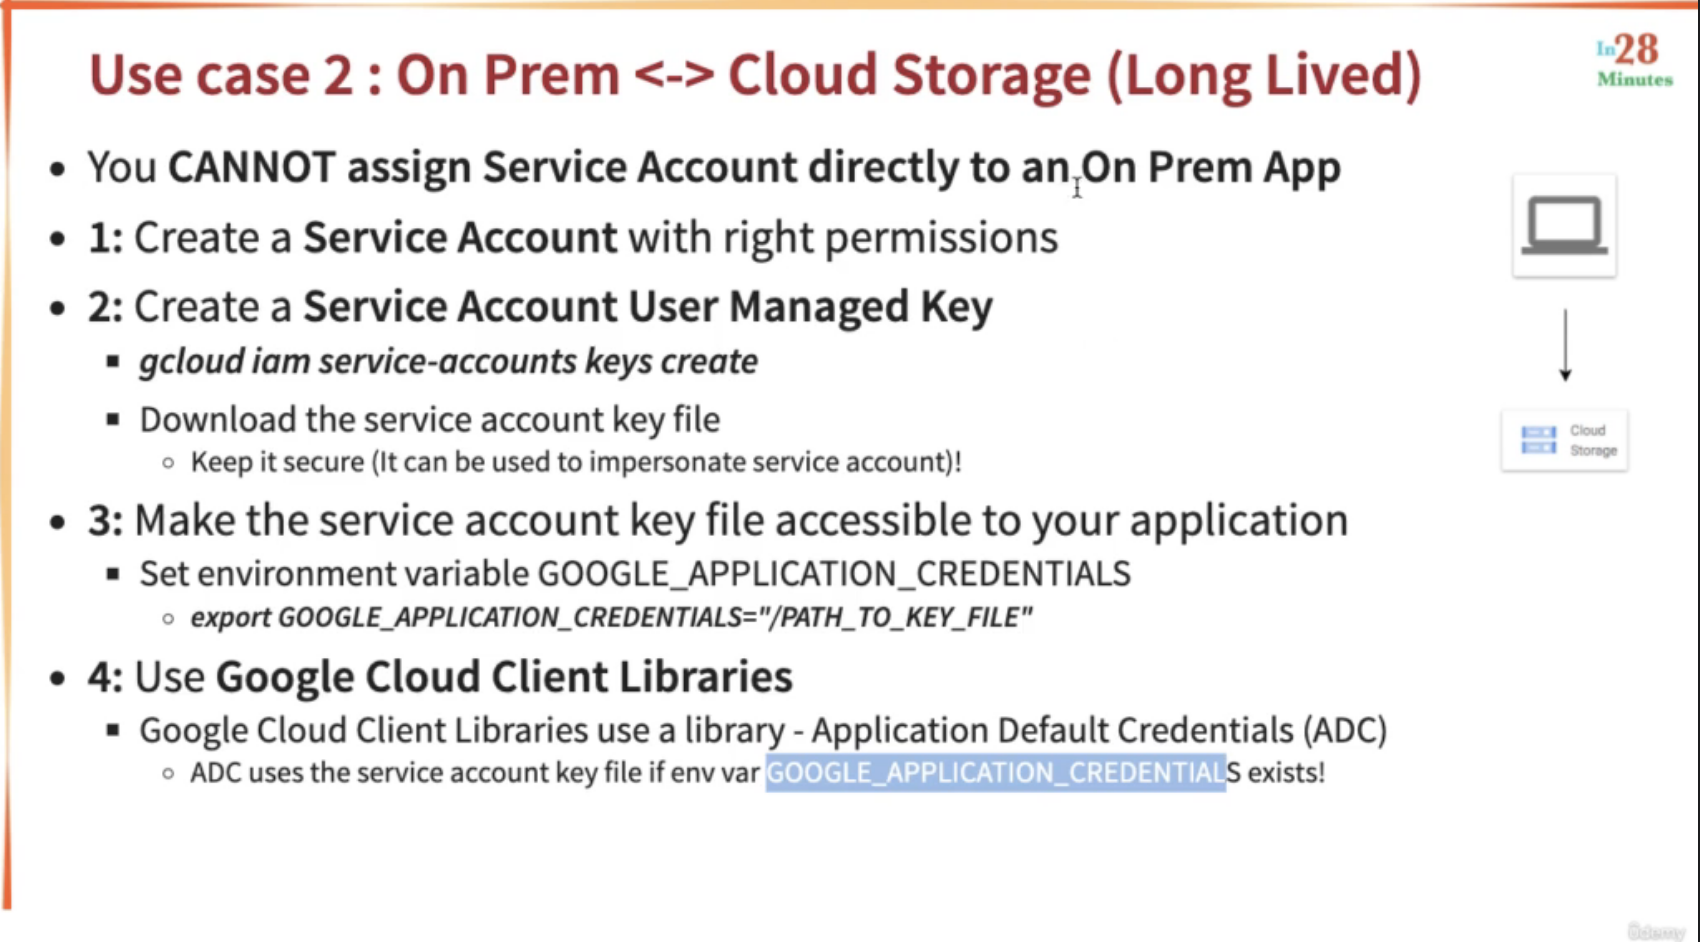 Use case 2 : On Prem <-> Cloud Storage (Long Lived)
In28
Minutes
• You CANNOT assign Service Account directly to an On Prem App
• 1: Create a Service Account with right permissions
• 2: Create a Service Account User Managed Key
▪ gcloud iam service-accounts keys create
▪ Download the service account key file
○ Keep it secure (It can be used to impersonate service account)!
• 3: Make the service account key file accessible to your application
▪ Set environment variable GOOGLE_APPLICATION_CREDENTIALS
○ export GOOGLE_APPLICATION_CREDENTIALS="/PATH_TO_KEY_FILE"
• 4: Use Google Cloud Client Libraries
▪ Google Cloud Client Libraries use a library - Application Default Credentials (ADC)
○ ADC uses the service account key file if env var GOOGLE_APPLICATION_CREDENTIALS exists!
Cloud
Storage
ûdemy